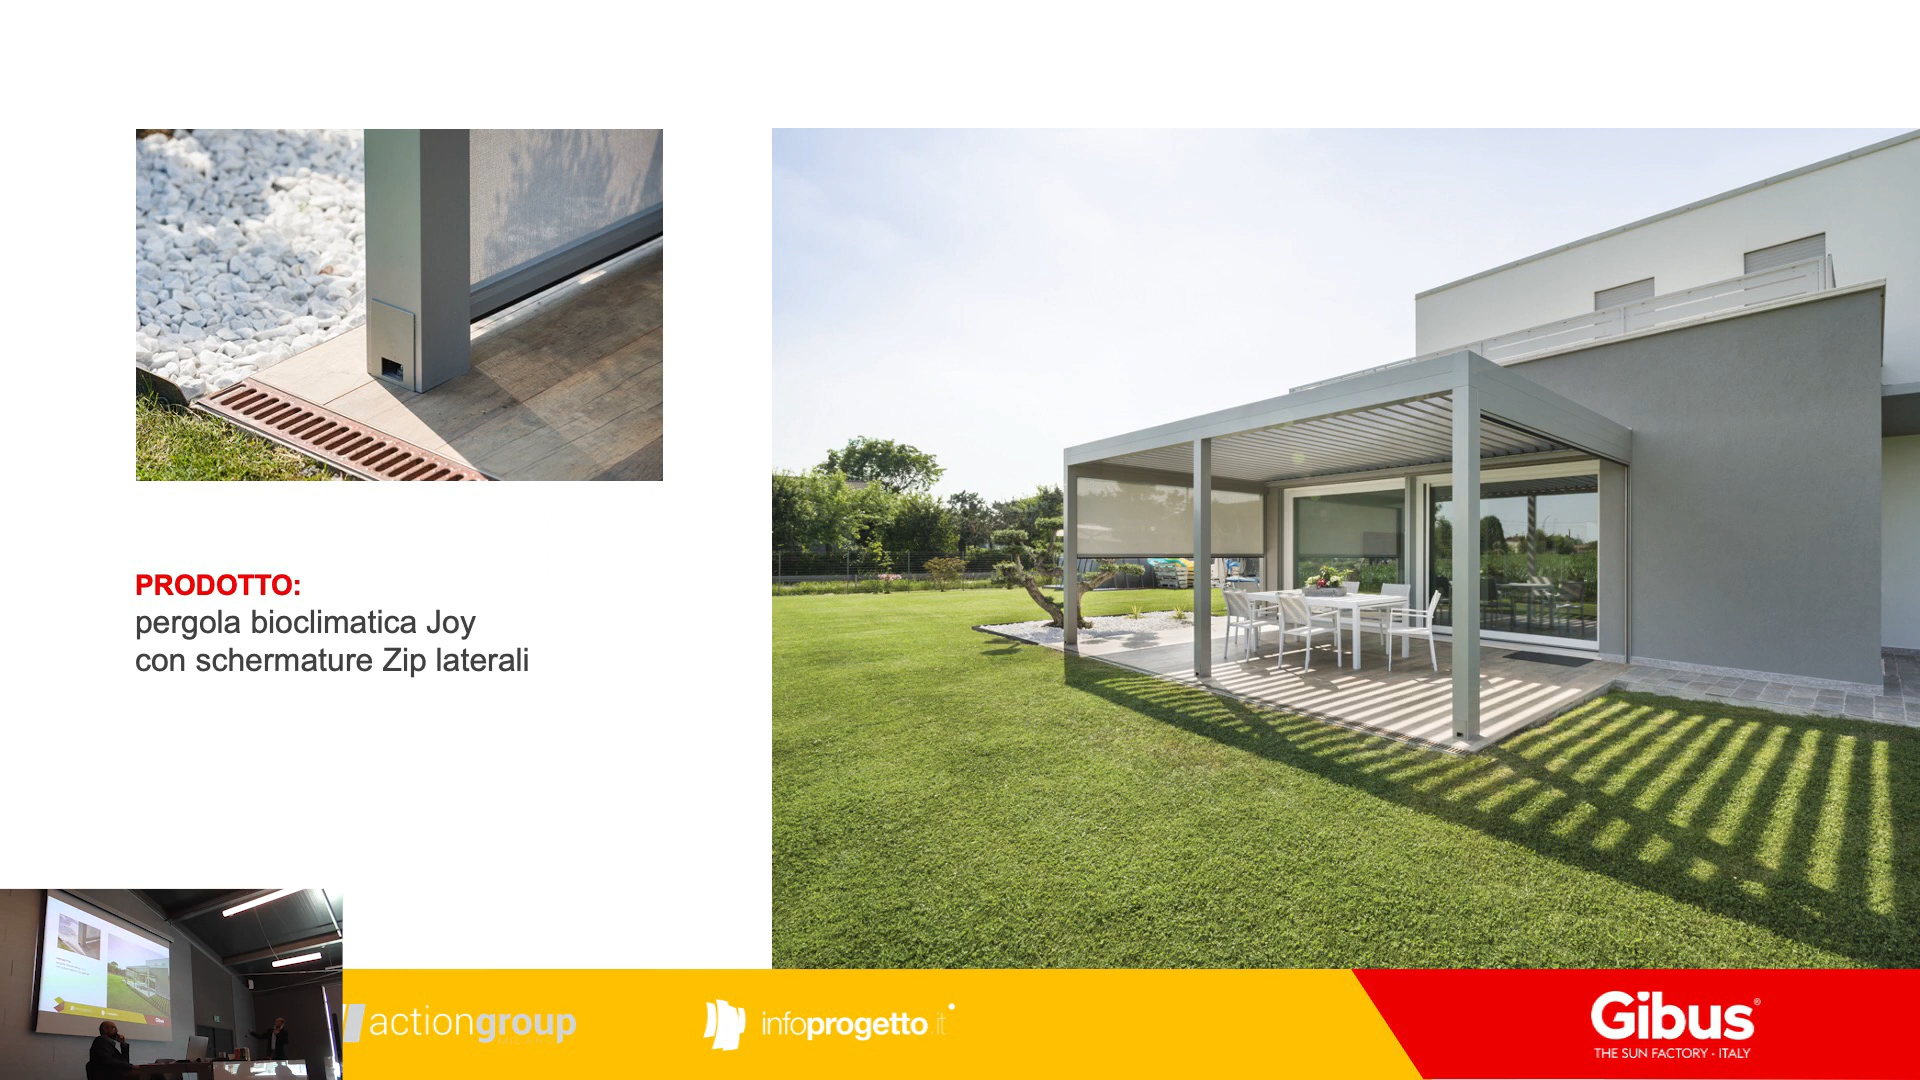 PRODOTTO:
pergola bioclimatica Joy
con schermature Zip laterali
actiongroup
infoprogetto.it
Gibus®
THE SUN FACTORY · ITALY